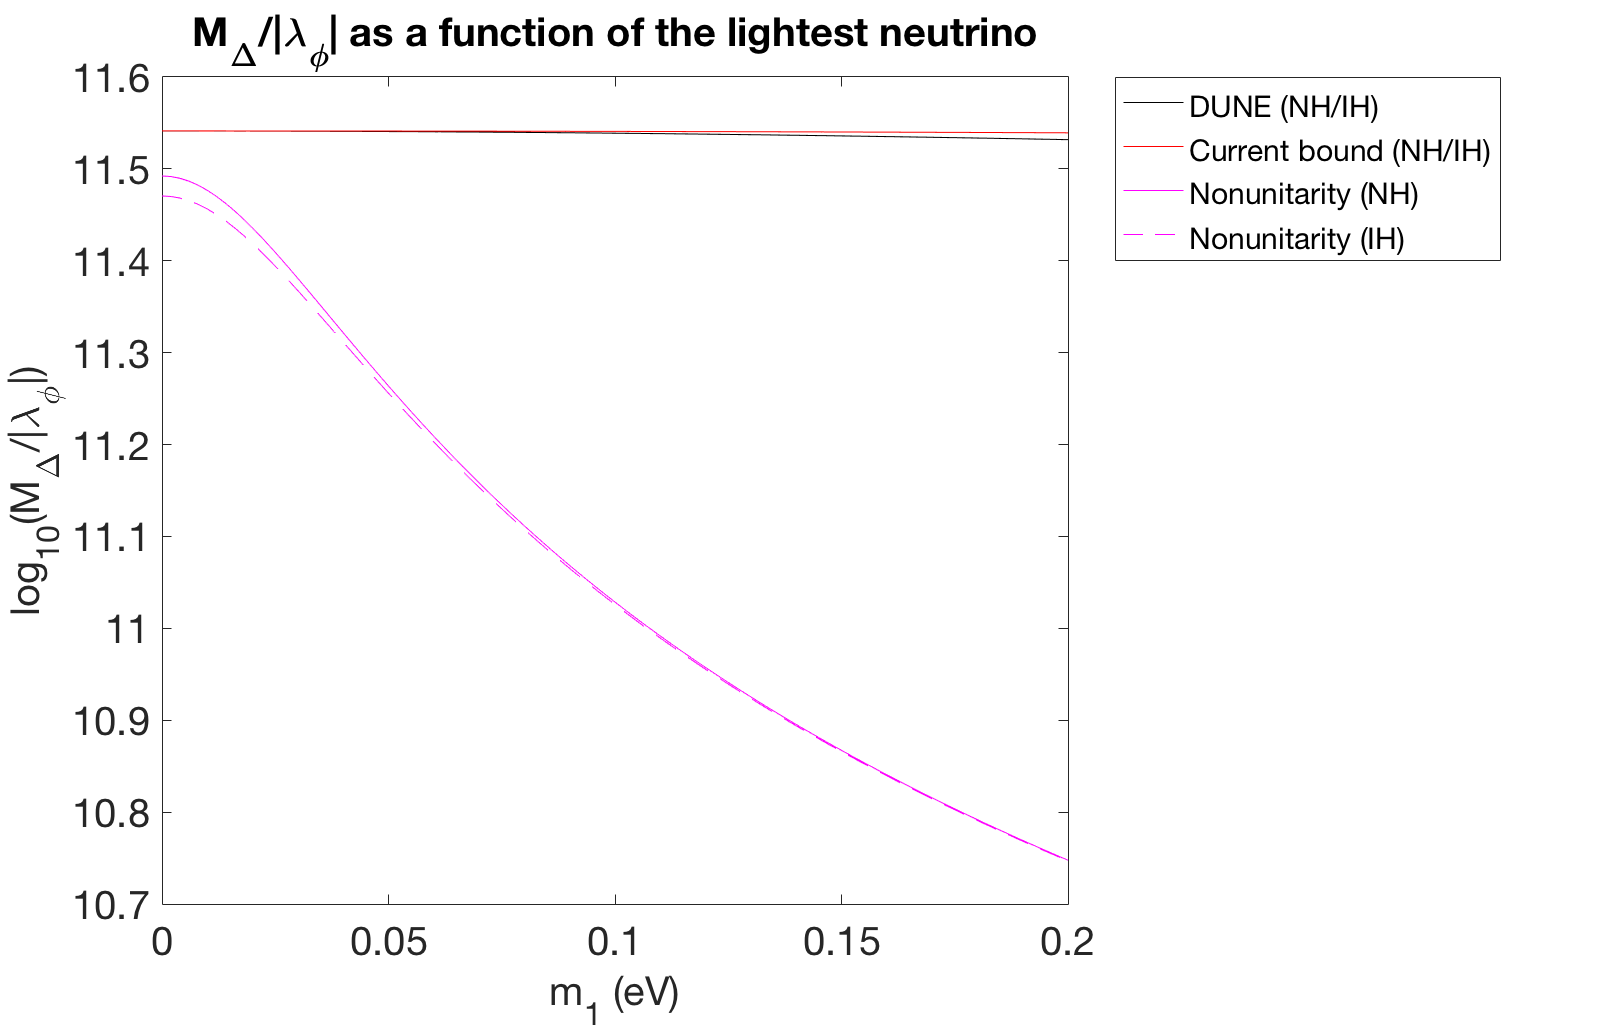 M_Δ/|λ_ϕ| as a function of the lightest neutrino
11.6
11.5
11.4
11.3
11.2
11.1
11
10.9
10.8
10.7
log_10(M_Δ/|λ_ϕ|)
0 0.05 0.1 0.15 0.2
m_1 (eV)
DUNE (NH/IH)
Current bound (NH/IH)
Nonunitarity (NH)
Nonunitarity (IH)